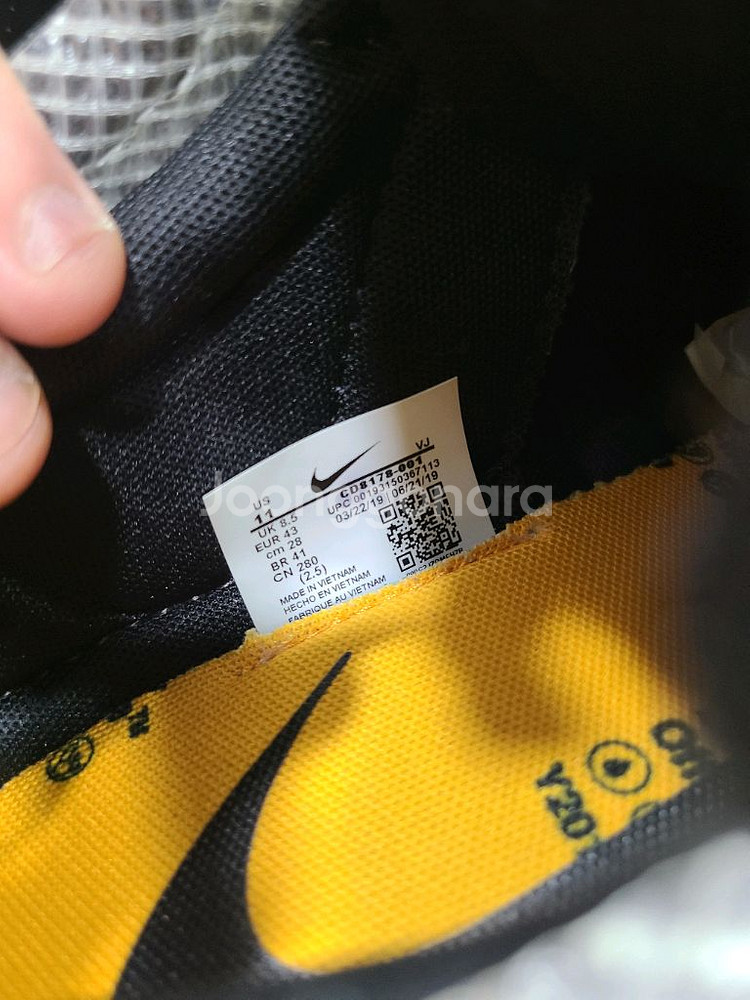 VJ
US
11
UK 8.5
EUR 43
cm 28
BR 41
CN 280
(2.5)
CD8178-001
UPC 00193150367113
03/22/19 | 06/21/19
MADE IN VIETNAM
HECHO EN VIETNAM
FABRIQUE AU VIETNAM
Joonggonara